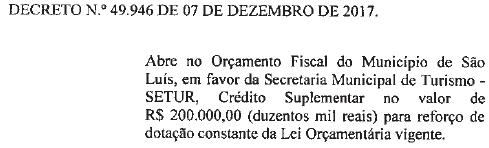 DECRETO N.º 49.946 DE 07 DE DEZEMBRO DE 2017.
Abre no Orçamento Fiscal do Município de São
Luís, em favor da Secretaria Municipal de Turismo -
SETUR, Crédito Suplementar no valor de
R$ 200.000,00 (duzentos mil reais) para reforço de
dotação constante da Lei Orçamentária vigente.